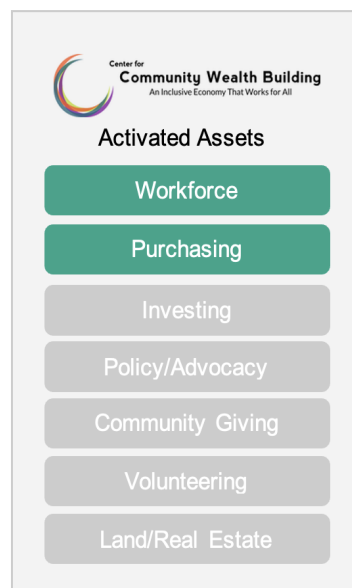 Center for
Community Wealth Building
An Inclusive Economy That Works for All
Activated Assets
Workforce
Purchasing
Investing
Policy/Advocacy
Community Giving
Volunteering
Land/Real Estate